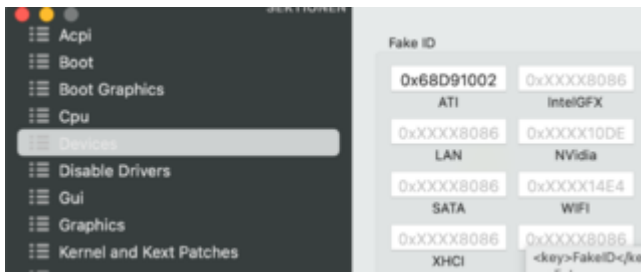 SEKTIONEN
Acpi
Boot
Boot Graphics
Cpu
Devices
Disable Drivers
Gui
Graphics
Kernel and Kext Patches
Fake ID
0x68D91002 0xXXXX8086
ATI IntelGFX
0xXXXX8086 0xXXXX10DE
LAN NVidia
0xXXXX8086 0xXXXX14E4
SATA WIFI
0xXXXX8086 0xXXXX8086
XHCI
<key>FakeID</ke